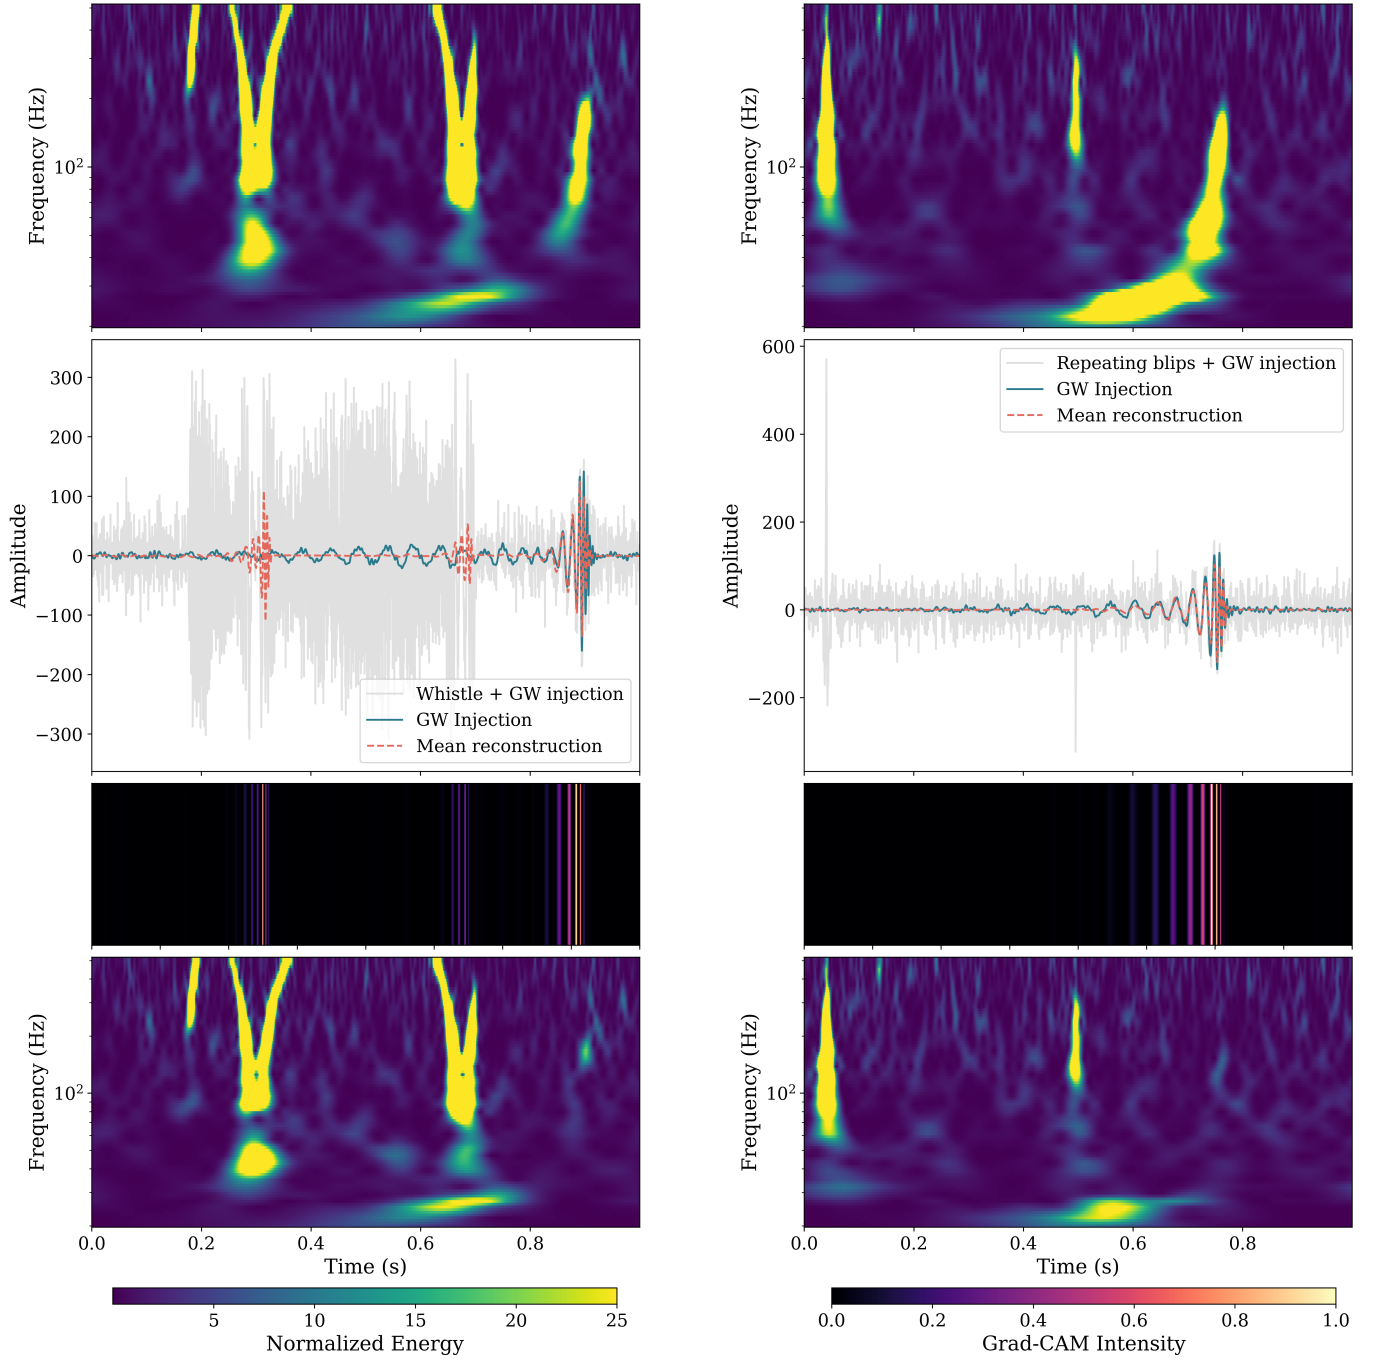 Frequency (Hz)
10²
Frequency (Hz)
10²
Amplitude
300
200
100
0
−100
−200
−300
Whistle + GW injection
GW Injection
Mean reconstruction
Amplitude
600
400
200
0
−200
Repeating blips + GW injection
GW Injection
Mean reconstruction
Frequency (Hz)
10²
0.0 0.2 0.4 0.6 0.8
Time (s)
Frequency (Hz)
10²
0.0 0.2 0.4 0.6 0.8
Time (s)
5 10 15 20 25
Normalized Energy
0.0 0.2 0.4 0.6 0.8 1.0
Grad-CAM Intensity